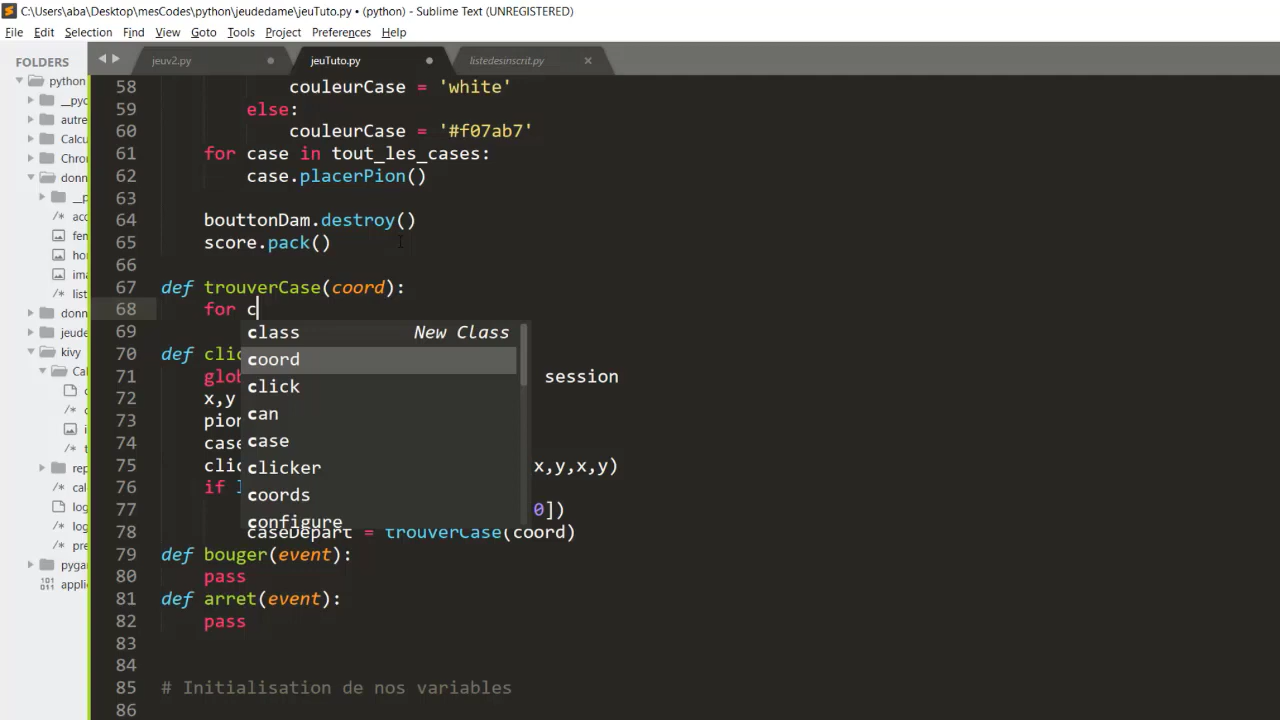 C:\Users\aba\Desktop\mesCodes\python\jeudedame\jeuTuto.py • (python) - Sublime Text (UNREGISTERED)
File Edit Selection Find View Goto Tools Project Preferences Help
FOLDERS
python
__pyc
autre
Calcu
Chron
donn
__p
acc
fen
hor
ima
list
donn
jeude
kivy
Cal
c
c
i
t
rep
cal
log
log
pre
pygar
applic
jeuv2.py
jeuTuto.py
listedesinscrit.py
58 couleurCase = 'white'
59 else:
60 couleurCase = '#f07ab7'
61 for case in tout_les_cases:
62 case.placerPion()
63
64 bouttonDam.destroy()
65 score.pack()
66
67 def trouverCase(coord):
68 for c
69
70 def clic
71 glob session
72 x,y
73 pion
74 case
75 clic x,y,x,y)
76 if l
77 0])
78 caseDepart = trouverCase(coord)
79 def bouger(event):
80 pass
81 def arret(event):
82 pass
83
84
85 # Initialisation de nos variables
86
class New Class
coord
click
can
case
clicker
coords
configure